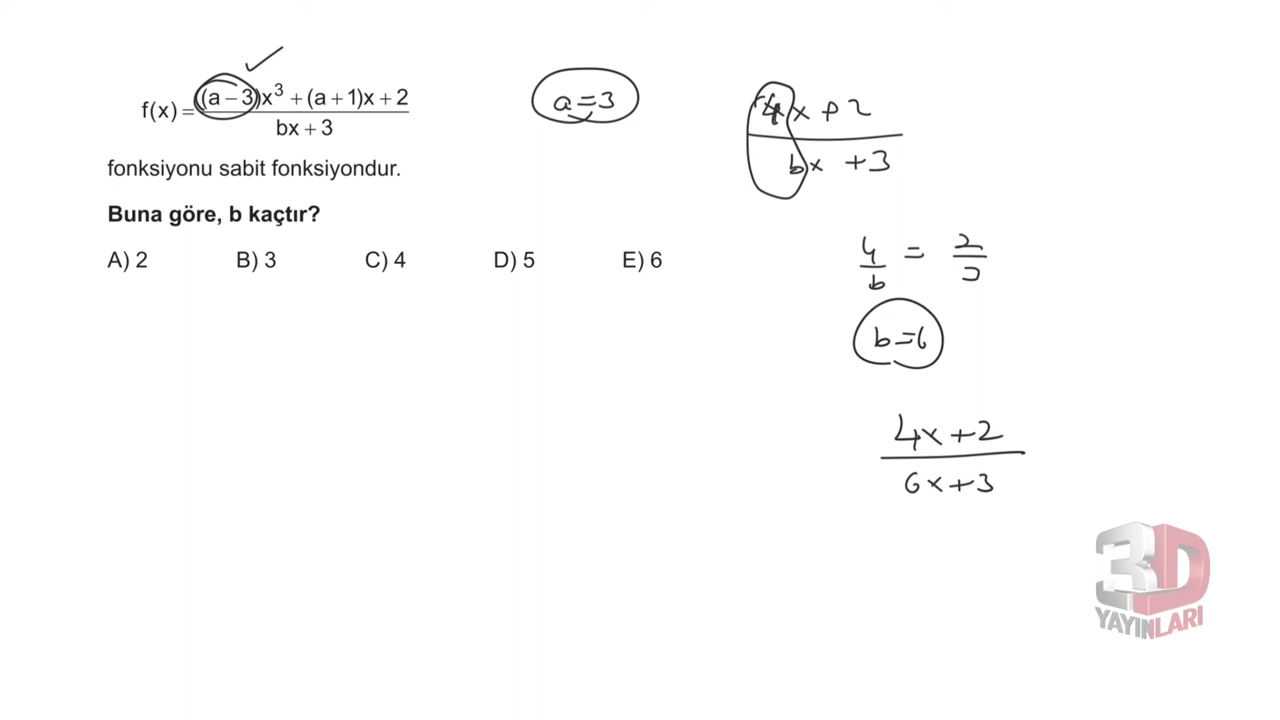 f(x) = (a – 3)x³ + (a + 1)x + 2 / bx + 3
fonksiyonu sabit fonksiyondur.
Buna göre, b kaçtır?
A) 2 B) 3 C) 4 D) 5 E) 6
a = 3
4x + 2
bx + 3
4/b = 2/3
b = 6
4x + 2
6x + 3
3D
YAYINLARI